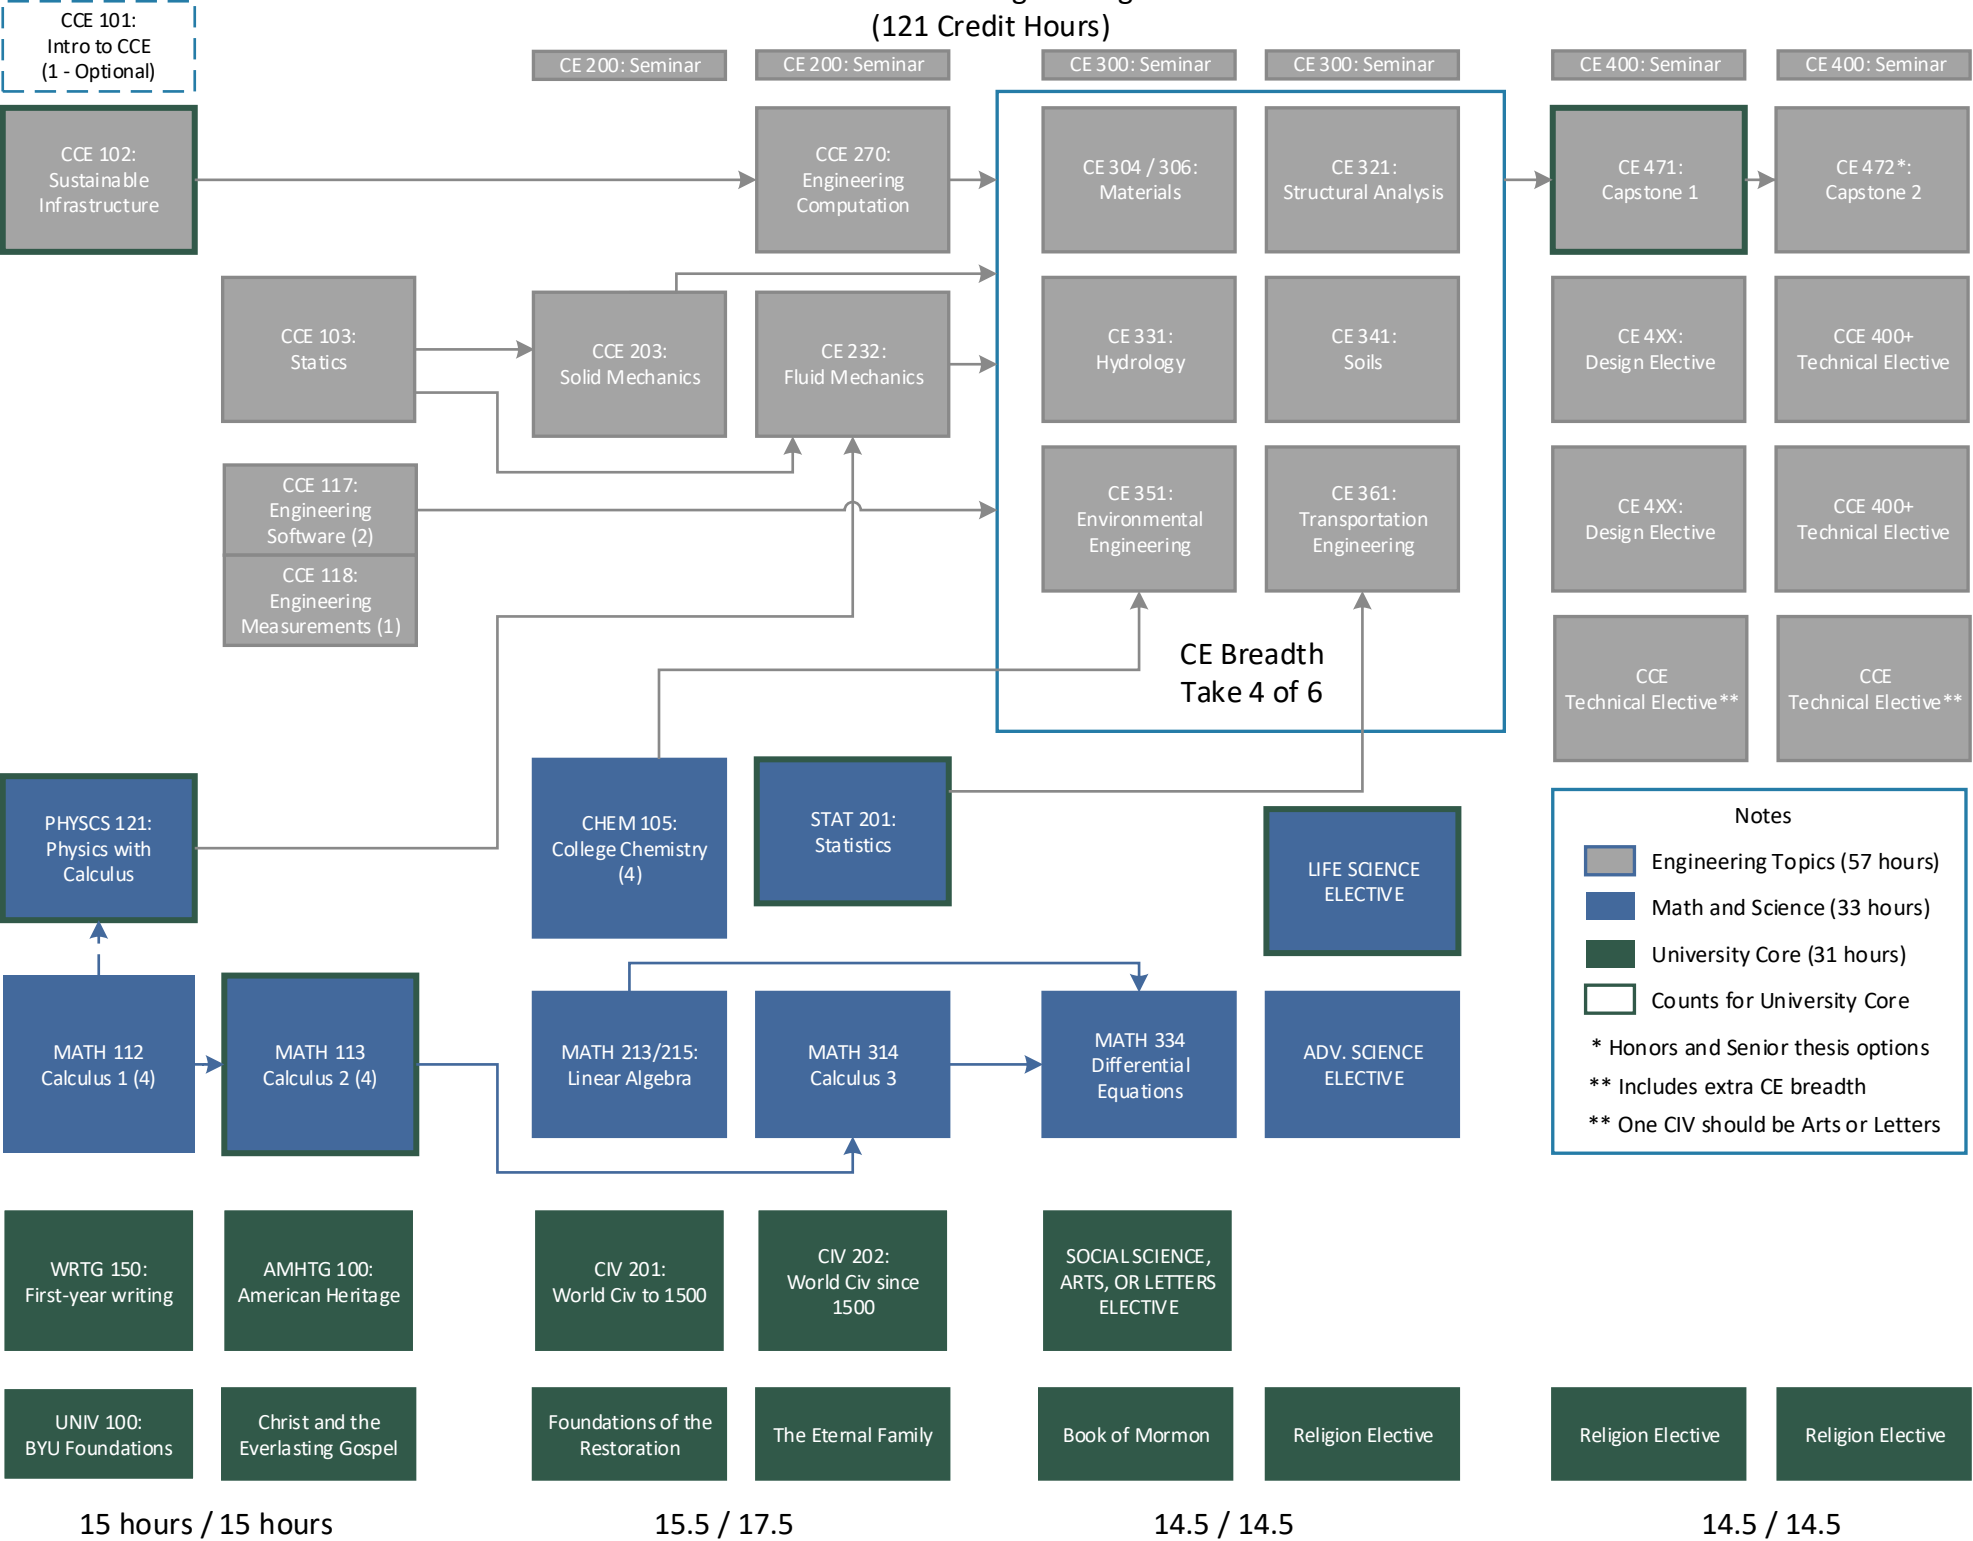 (121 Credit Hours)
CCE 101:
Intro to CCE
(1 - Optional)
CE 200: Seminar
CE 200: Seminar
CE 300: Seminar
CE 300: Seminar
CE 400: Seminar
CE 400: Seminar
CCE 102:
Sustainable
Infrastructure
CCE 270:
Engineering
Computation
CE 304 / 306:
Materials
CE 321:
Structural Analysis
CE 471:
Capstone 1
CE 472*:
Capstone 2
CCE 103:
Statics
CCE 203:
Solid Mechanics
CE 232:
Fluid Mechanics
CE 331:
Hydrology
CE 341:
Soils
CE 4XX:
Design Elective
CCE 400+
Technical Elective
CCE 117:
Engineering
Software (2)
CCE 118:
Engineering
Measurements (1)
CE 351:
Environmental
Engineering
CE 361:
Transportation
Engineering
CE 4XX:
Design Elective
CCE 400+
Technical Elective
CE Breadth
Take 4 of 6
CCE
Technical Elective**
CCE
Technical Elective**
PHYSCS 121:
Physics with
Calculus
CHEM 105:
College Chemistry
(4)
STAT 201:
Statistics
LIFE SCIENCE
ELECTIVE
Notes
Engineering Topics (57 hours)
Math and Science (33 hours)
University Core (31 hours)
Counts for University Core
* Honors and Senior thesis options
** Includes extra CE breadth
** One CIV should be Arts or Letters
MATH 112
Calculus 1 (4)
MATH 113
Calculus 2 (4)
MATH 213/215:
Linear Algebra
MATH 314
Calculus 3
MATH 334
Differential
Equations
ADV. SCIENCE
ELECTIVE
WRTG 150:
First-year writing
AMHTG 100:
American Heritage
CIV 201:
World Civ to 1500
CIV 202:
World Civ since
1500
SOCIAL SCIENCE,
ARTS, OR LETTERS
ELECTIVE
UNIV 100:
BYU Foundations
Christ and the
Everlasting Gospel
Foundations of the
Restoration
The Eternal Family
Book of Mormon
Religion Elective
Religion Elective
Religion Elective
15 hours / 15 hours
15.5 / 17.5
14.5 / 14.5
14.5 / 14.5